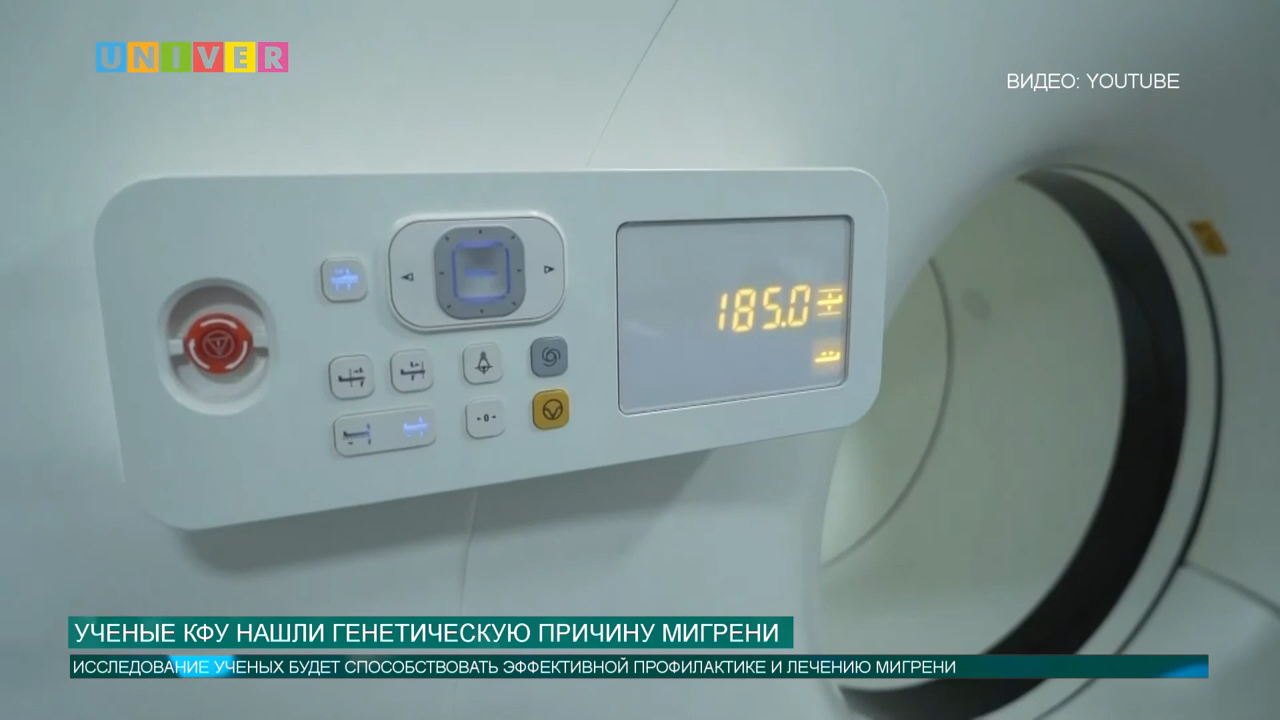 UNIVER
ВИДЕО: YOUTUBE
185.0
-0-
УЧЕНЫЕ КФУ НАШЛИ ГЕНЕТИЧЕСКУЮ ПРИЧИНУ МИГРЕНИ
ИССЛЕДОВАНИЕ УЧЕНЫХ БУДЕТ СПОСОБСТВОВАТЬ ЭФФЕКТИВНОЙ ПРОФИЛАКТИКЕ И ЛЕЧЕНИЮ МИГРЕНИ